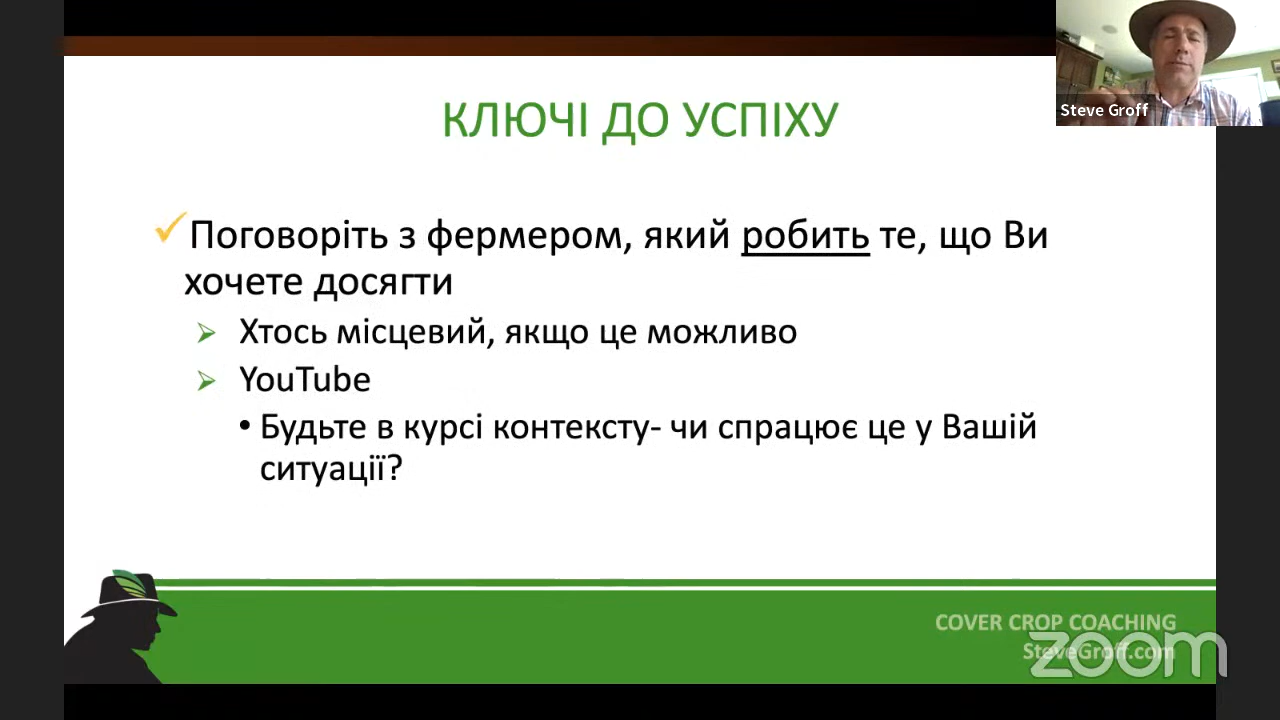 Steve Groff
КЛЮЧІ ДО УСПІХУ
Поговоріть з фермером, який робить те, що Ви
хочете досягти
Хтось місцевий, якщо це можливо
YouTube
Будьте в курсі контексту- чи спрацює це у Вашій
ситуації?
COVER CROP COACHING
SteveGroff.com
zoom